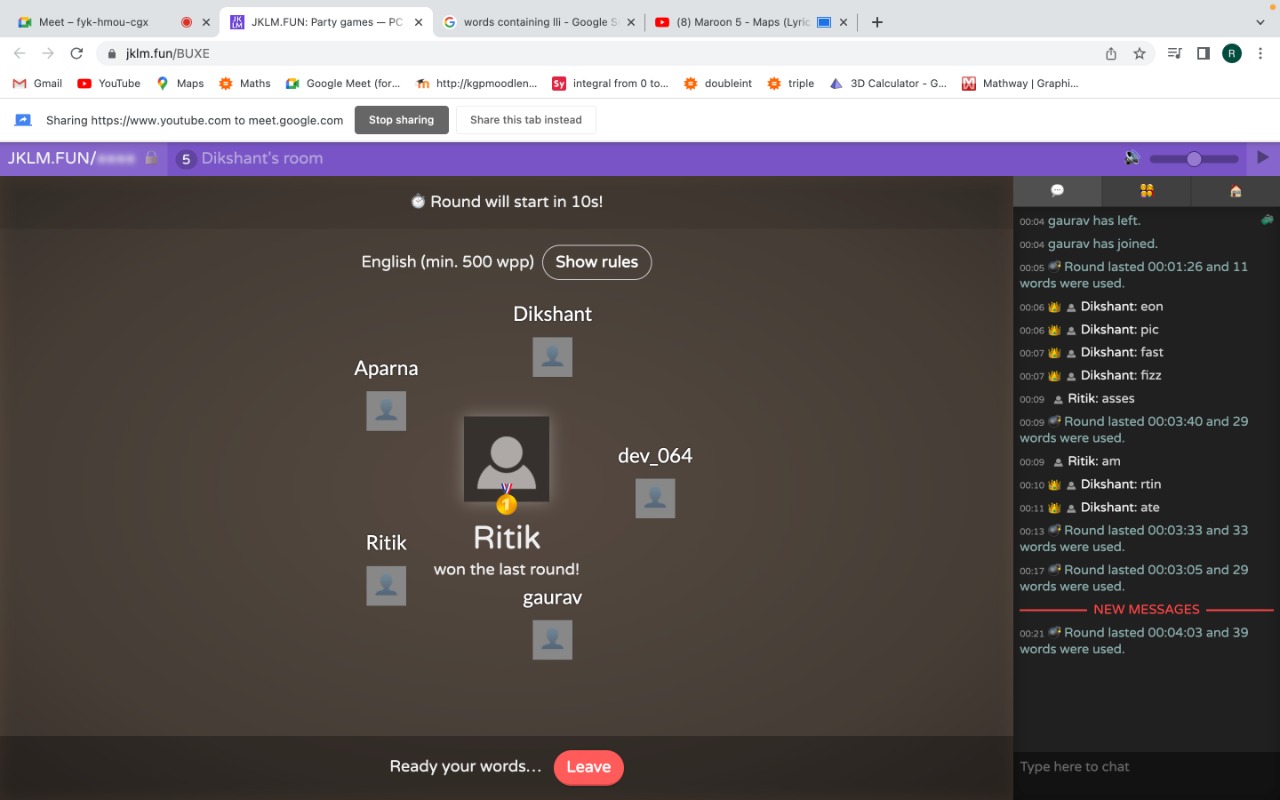 Meet – fyk-hmou-cgx
JKLM.FUN: Party games — PC
words containing lli - Google S
(8) Maroon 5 - Maps (Lyric
jklm.fun/BUXE
R
Gmail
YouTube
Maps
Maths
Google Meet (for...
http://kgpmoodlen...
Sy
integral from 0 to...
doubleint
triple
3D Calculator - G...
Mathway | Graphi...
Sharing https://www.youtube.com to meet.google.com
Stop sharing
Share this tab instead
JKLM.FUN/
5
Dikshant's room
Round will start in 10s!
English (min. 500 wpp)
Show rules
Dikshant
Aparna
dev_064
1
Ritik
won the last round!
Ritik
gaurav
Ready your words...
Leave
00:04 gaurav has left.
00:04 gaurav has joined.
00:05 Round lasted 00:01:26 and 11
words were used.
00:06 Dikshant: eon
00:06 Dikshant: pic
00:07 Dikshant: fast
00:07 Dikshant: fizz
00:09 Ritik: asses
00:09 Round lasted 00:03:40 and 29
words were used.
00:09 Ritik: am
00:10 Dikshant: rtin
00:11 Dikshant: ate
00:13 Round lasted 00:03:33 and 33
words were used.
00:17 Round lasted 00:03:05 and 29
words were used.
NEW MESSAGES
00:21 Round lasted 00:04:03 and 39
words were used.
Type here to chat